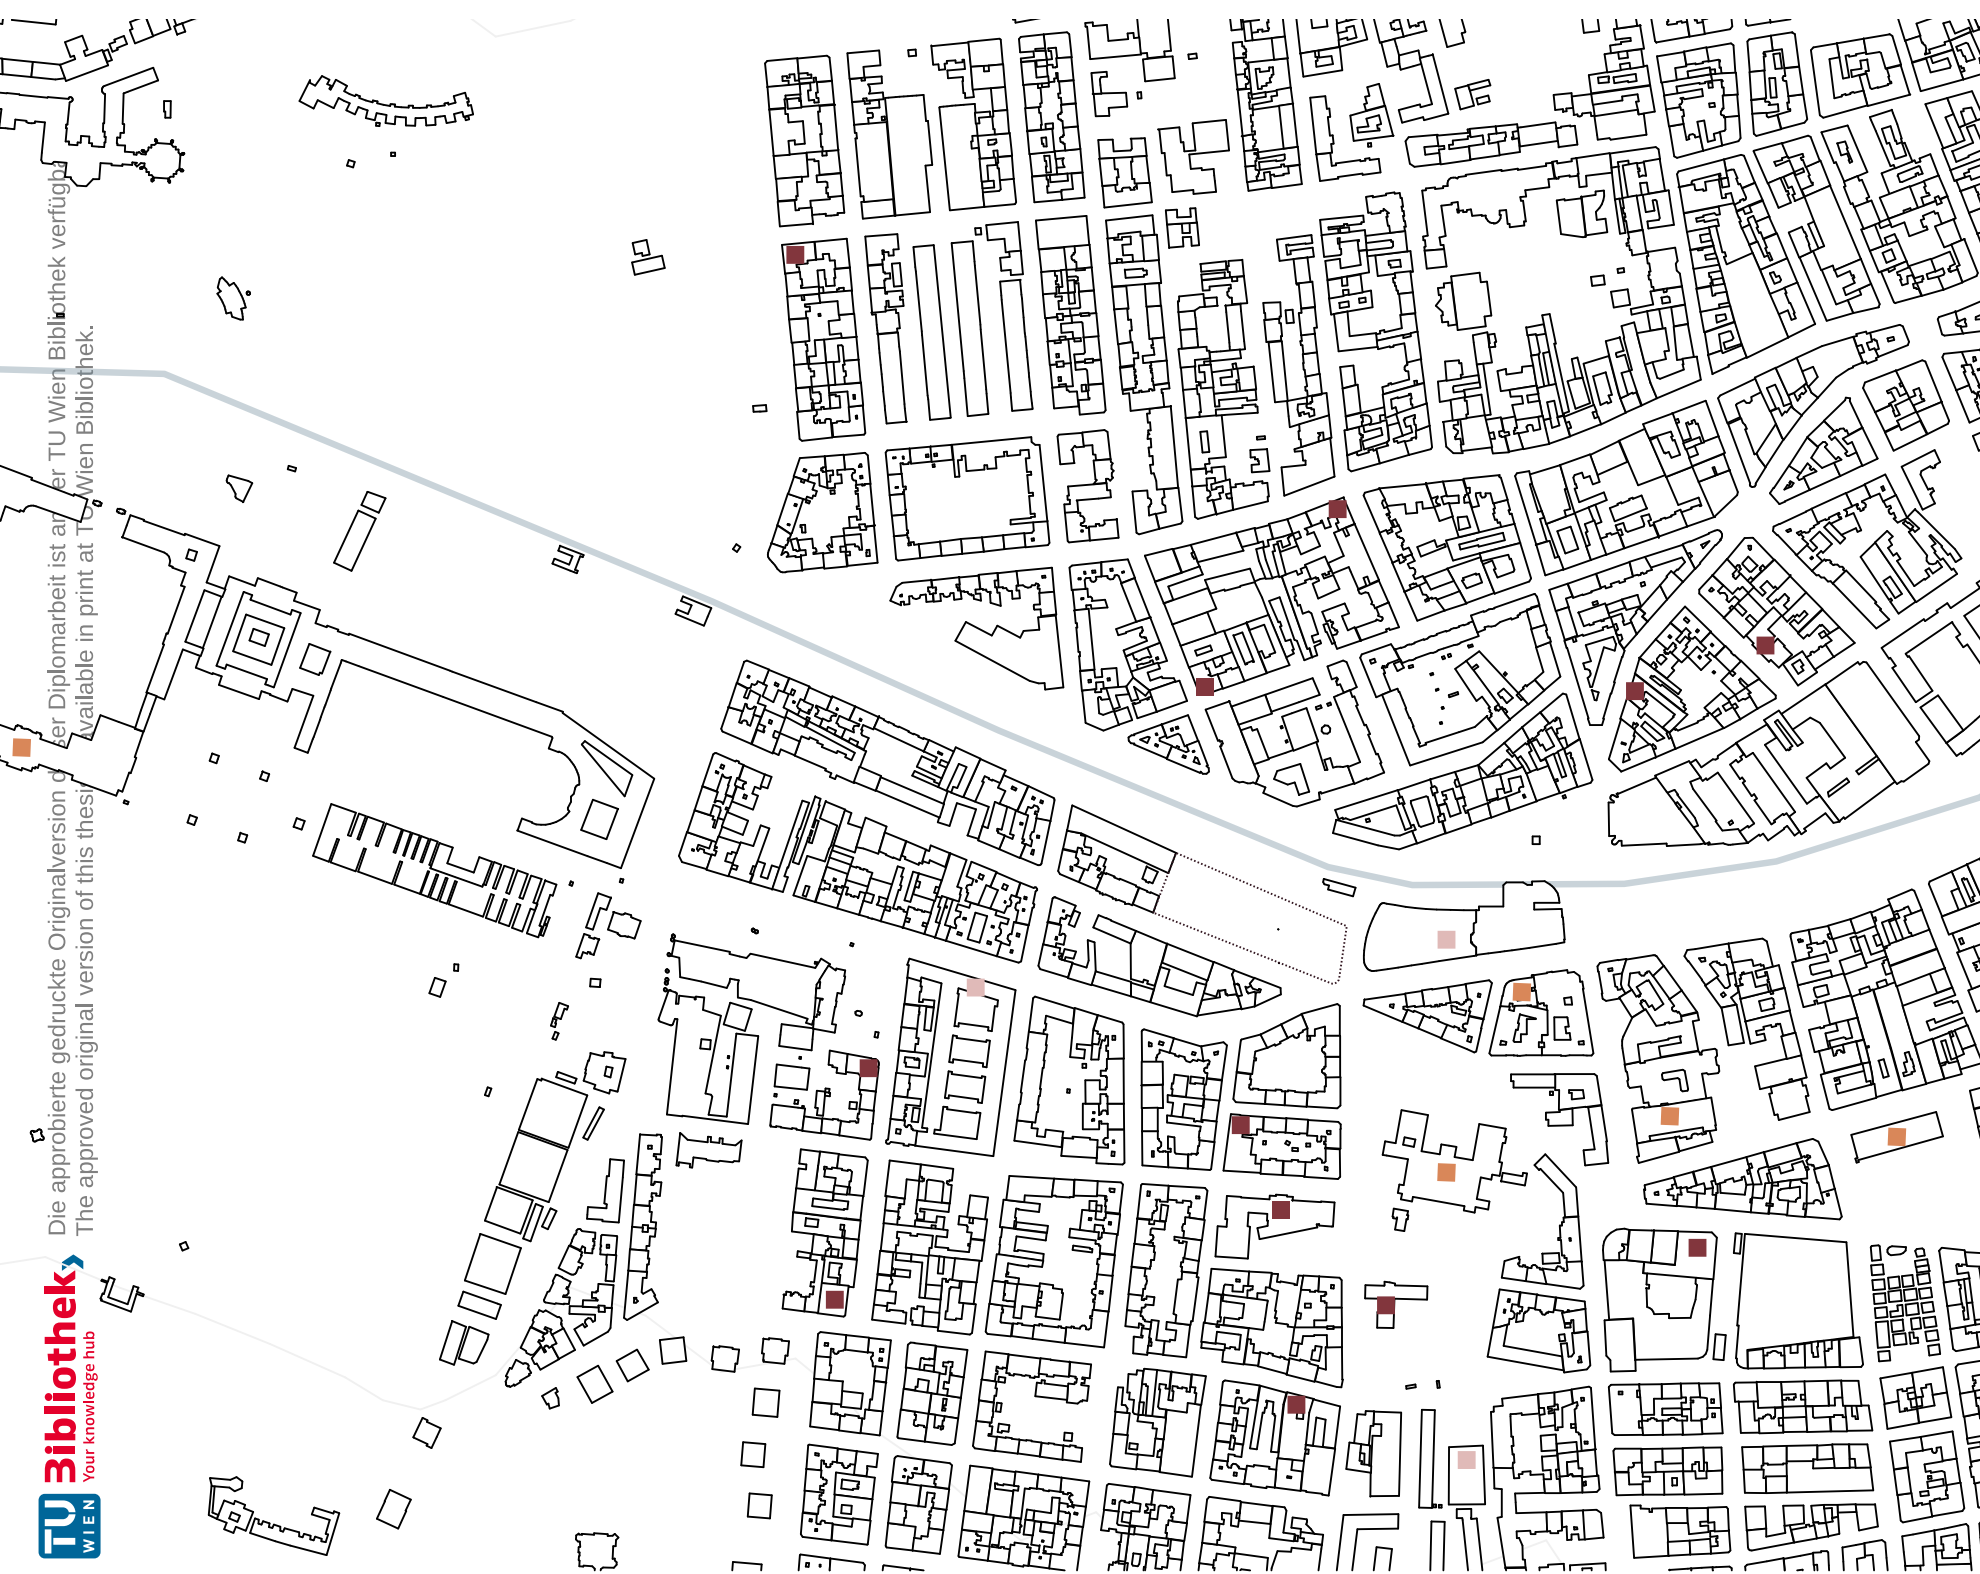 Die approbierte gedruckte Originalversion dieser Diplomarbeit ist an der TU Wien Bibliothek verfügbar
The approved original version of this thesis is available in print at TU Wien Bibliothek.
TU
WIEN
Bibliothek
Your knowledge hub